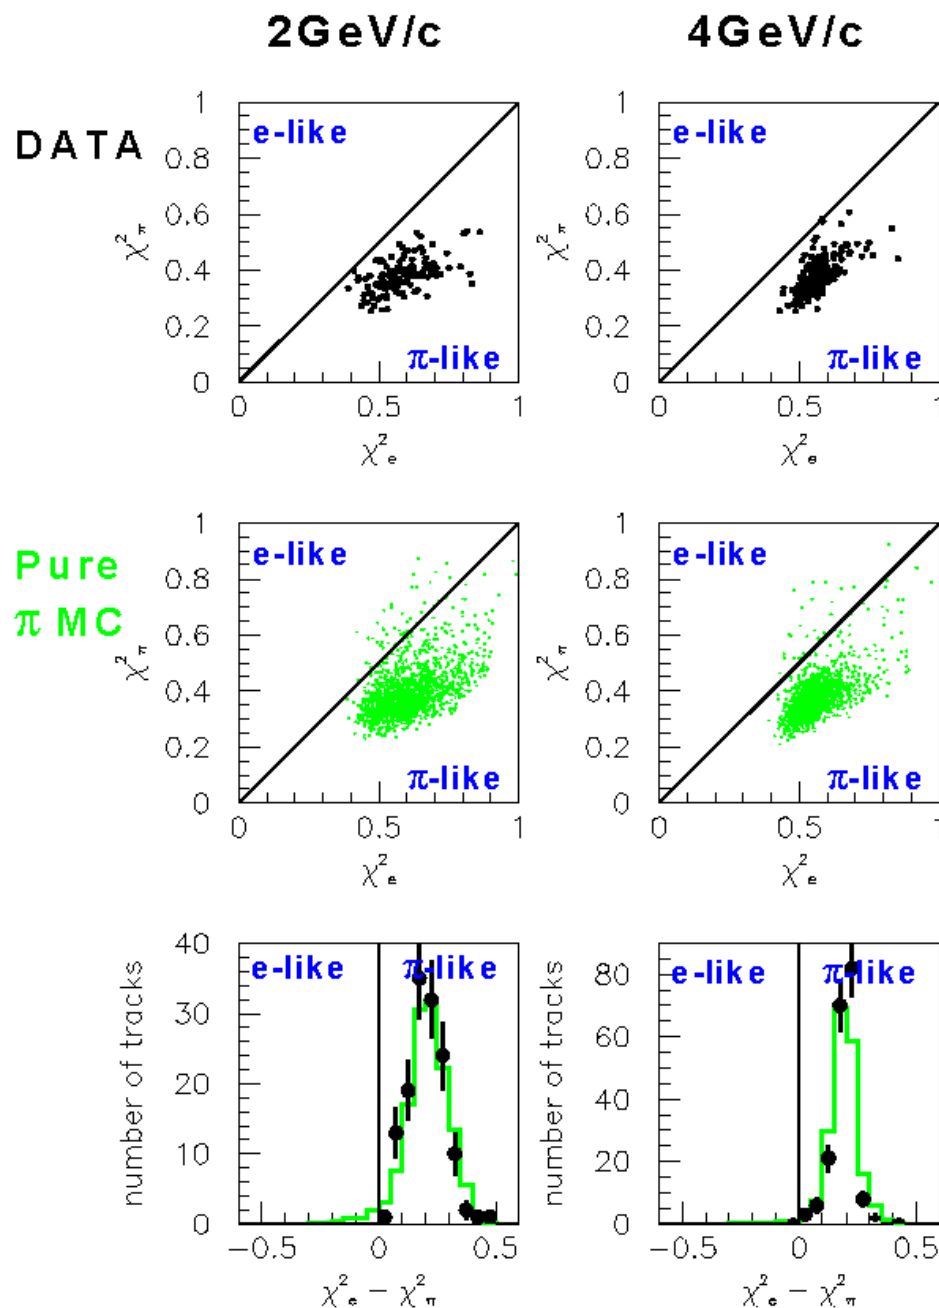 2GeV/c 4GeV/c
DATA
1 0.8 0.6 0.4 0.2 0
χ²π
e-like
π-like
0 0.5 1
χ²e
1 0.8 0.6 0.4 0.2 0
χ²π
e-like
π-like
0 0.5 1
χ²e
Pure
π MC
1 0.8 0.6 0.4 0.2 0
χ²π
e-like
π-like
0 0.5 1
χ²e
1 0.8 0.6 0.4 0.2 0
χ²π
e-like
π-like
0 0.5 1
χ²e
number of tracks
40 30 20 10 0
e-like π-like
−0.5 0 0.5
χ²e − χ²π
number of tracks
80 60 40 20 0
e-like π-like
−0.5 0 0.5
χ²e − χ²π